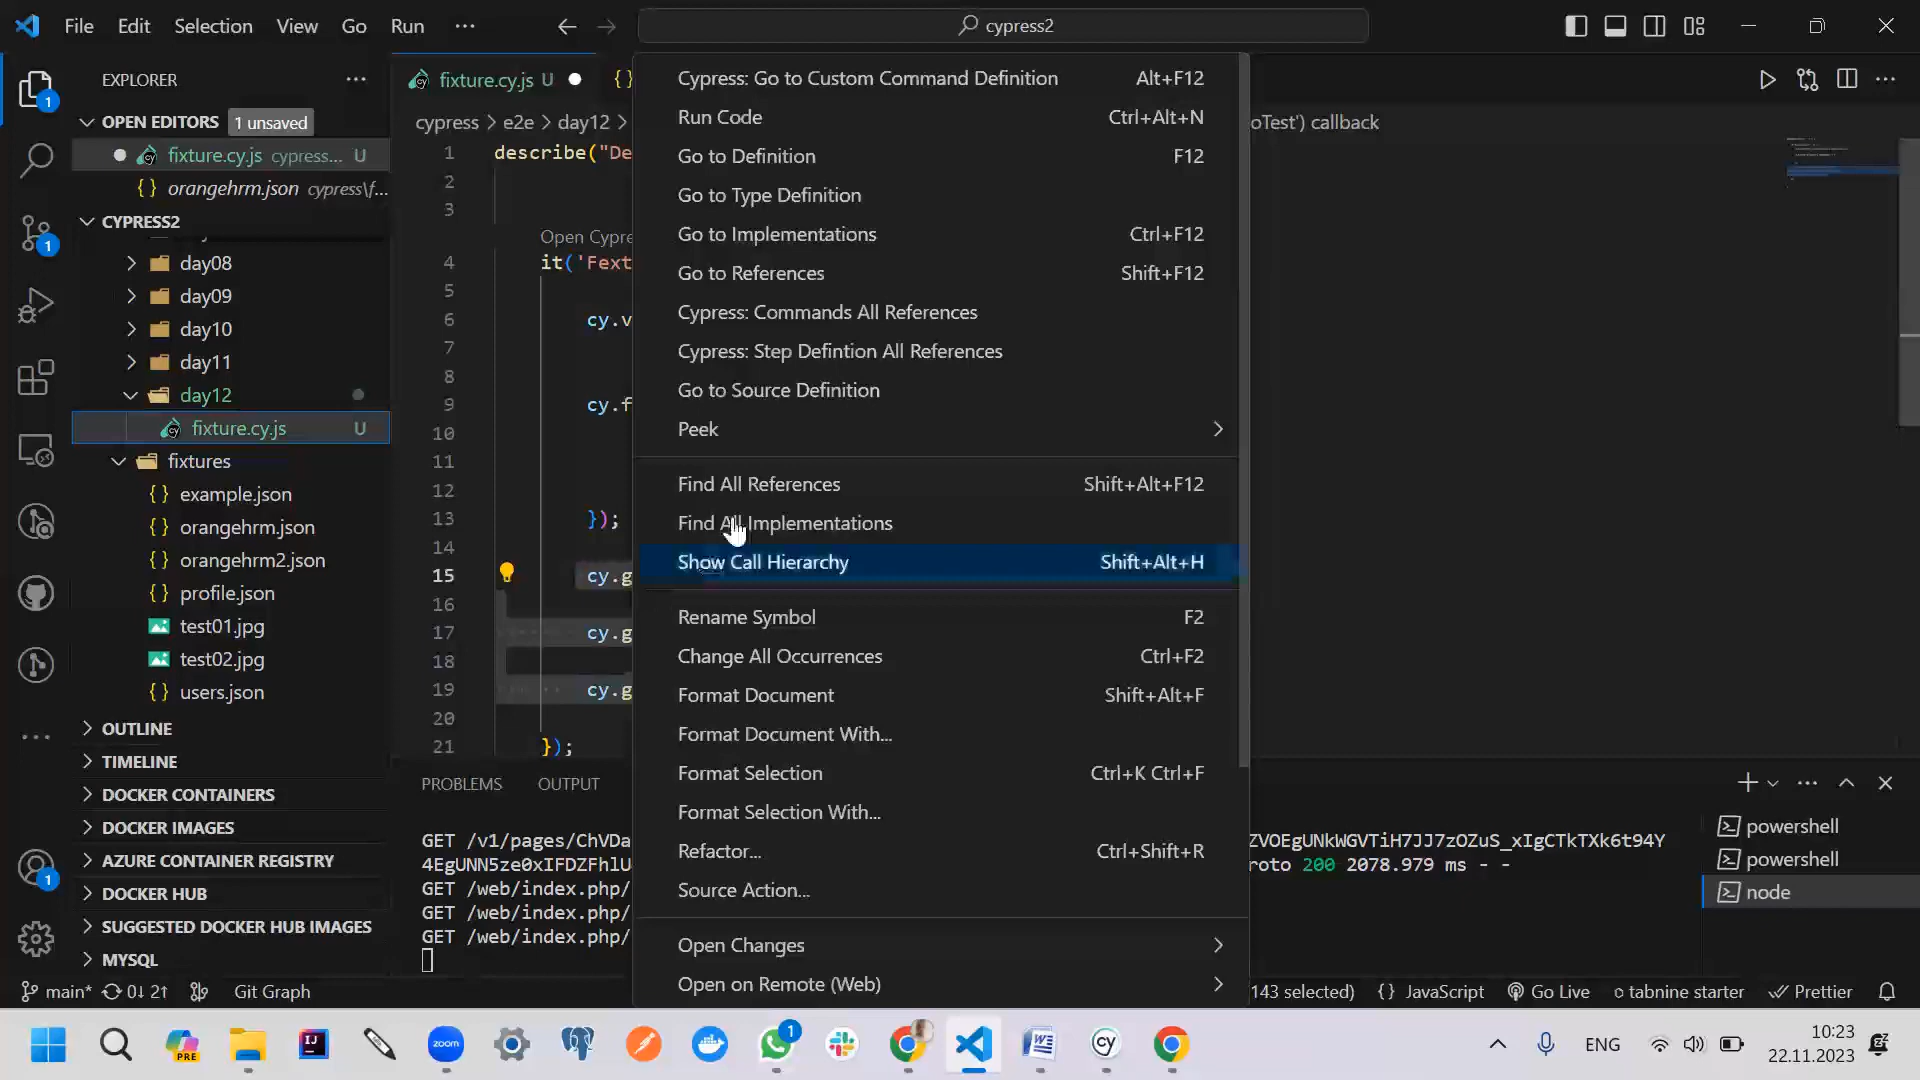 File Edit Selection View Go Run ···
cypress2
EXPLORER
OPEN EDITORS 1 unsaved
fixture.cy.js cypress... U
orangehrm.json cypress\f...
CYPRESS2
day08
day09
day10
day11
day12
fixture.cy.js U
fixtures
example.json
orangehrm.json
orangehrm2.json
profile.json
test01.jpg
test02.jpg
users.json
OUTLINE
TIMELINE
DOCKER CONTAINERS
DOCKER IMAGES
AZURE CONTAINER REGISTRY
DOCKER HUB
SUGGESTED DOCKER HUB IMAGES
MYSQL
1
1
1
fixture.cy.js U
{}
cypress > e2e > day12 >
oTest') callback
1 describe("De
2
3
Open Cypre
4 it('Fext
5
6 cy.v
7
8
9 cy.f
10
11
12
13 });
14
15 cy.g
16
17 cy.g
18
19 cy.g
20
21 });
Cypress: Go to Custom Command Definition Alt+F12
Run Code Ctrl+Alt+N
Go to Definition F12
Go to Type Definition
Go to Implementations Ctrl+F12
Go to References Shift+F12
Cypress: Commands All References
Cypress: Step Defintion All References
Go to Source Definition
Peek
Find All References Shift+Alt+F12
Find All Implementations
Show Call Hierarchy Shift+Alt+H
Rename Symbol F2
Change All Occurrences Ctrl+F2
Format Document Shift+Alt+F
Format Document With...
Format Selection Ctrl+K Ctrl+F
Format Selection With...
Refactor... Ctrl+Shift+R
Source Action...
Open Changes
Open on Remote (Web)
PROBLEMS OUTPUT
GET /v1/pages/ChVDa
ZVOEgUNkWGVTiH7JJ7zOZuS_xIgCTkTXk6t94Y
4EgUNN5ze0xIFDZFhlU
roto 200 2078.979 ms - -
GET /web/index.php/
GET /web/index.php/
GET /web/index.php/
powershell
powershell
node
main* 0↓ 2↑ Git Graph
143 selected) {} JavaScript Go Live tabnine starter Prettier
PRE
IJ
zoom
1
cy
ENG
10:23
22.11.2023